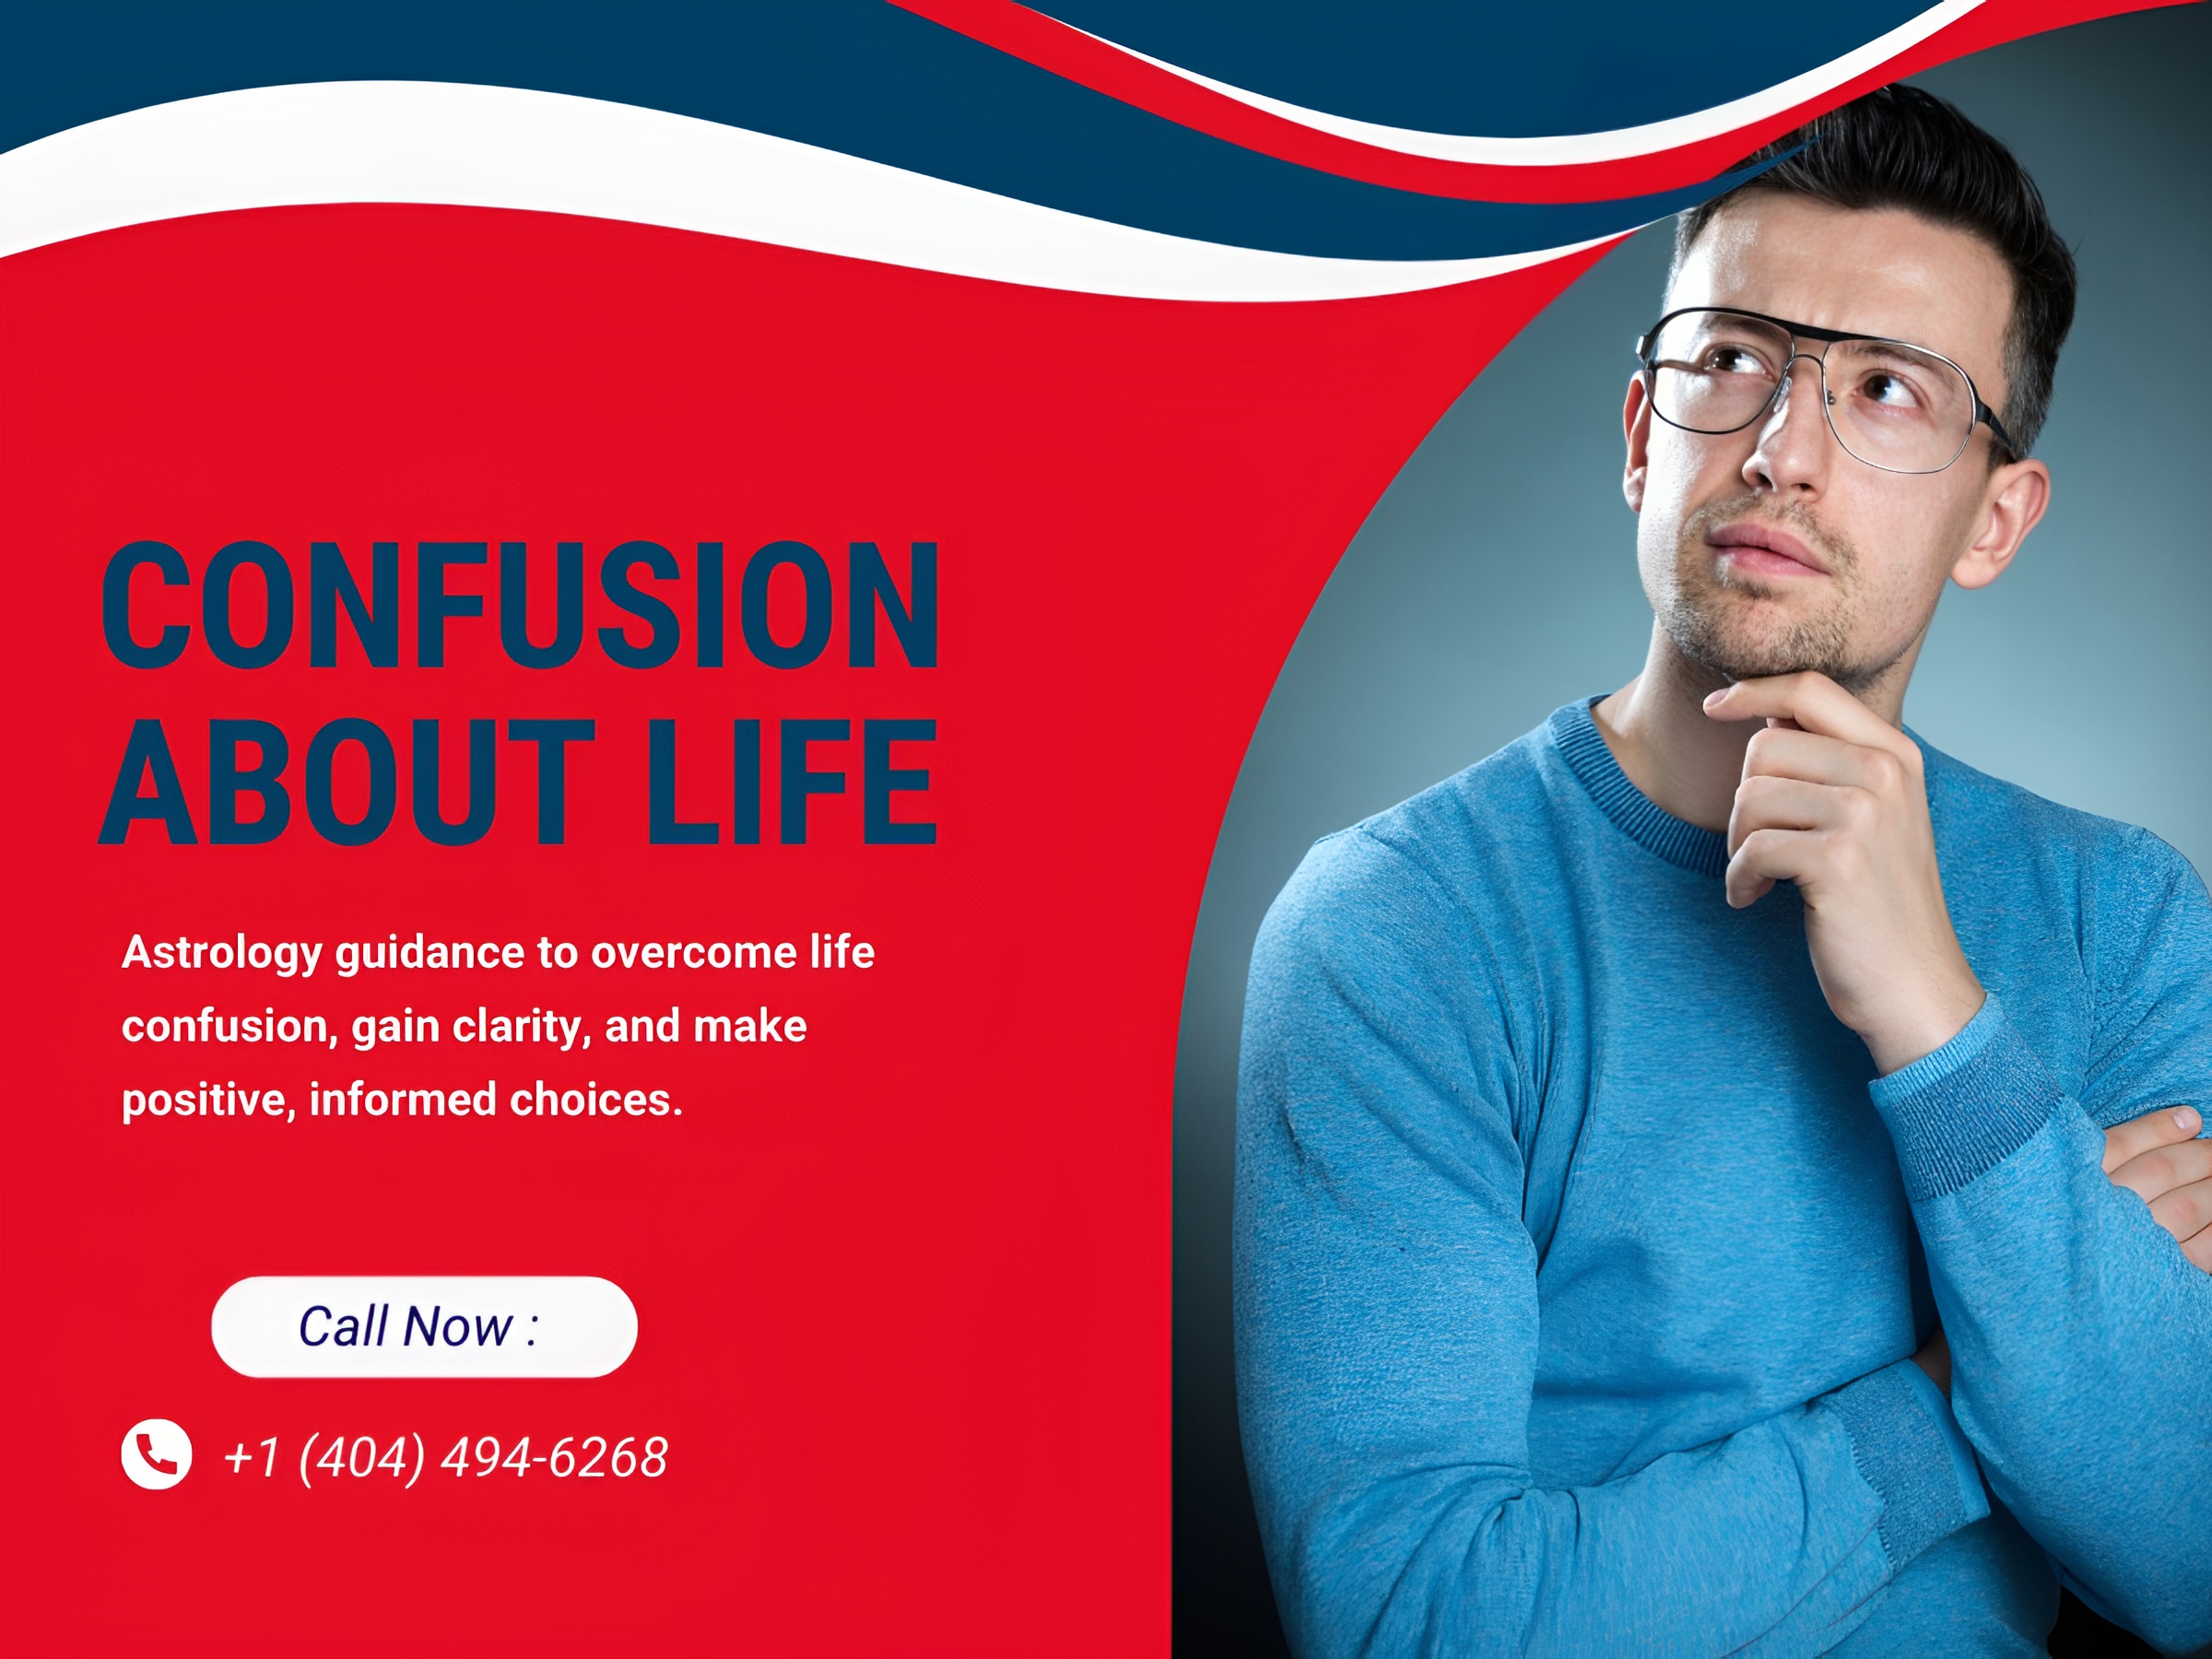 CONFUSION
ABOUT LIFE
Astrology guidance to overcome life
confusion, gain clarity, and make
positive, informed choices.
Call Now :
+1 (404) 494-6268